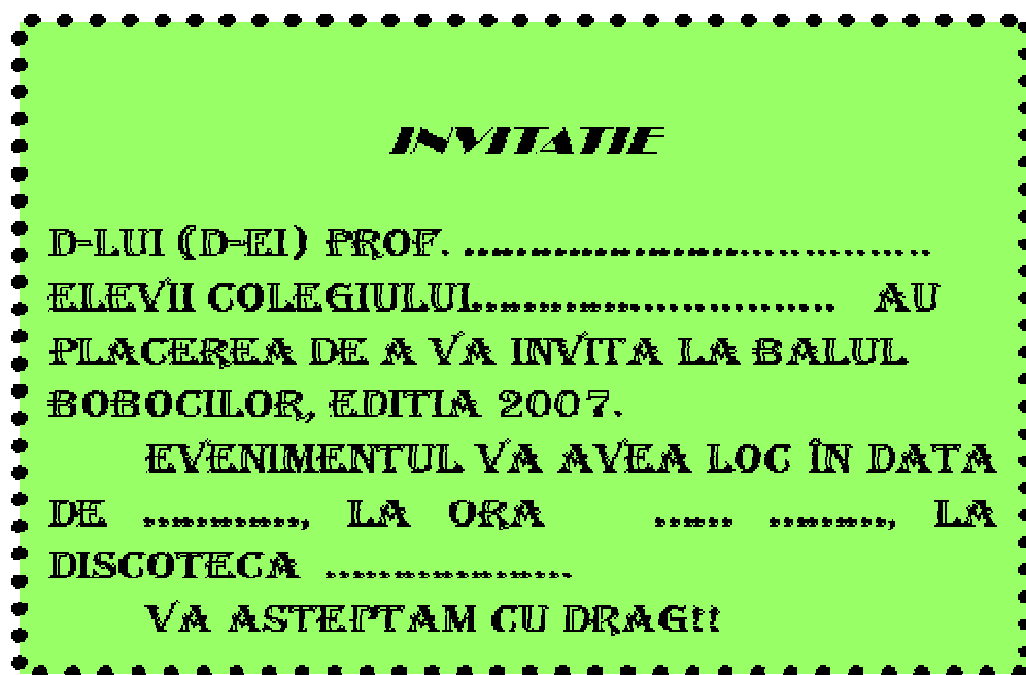 INVITATIE
D-LUI (D-EI) PROF. ...................................
ELEVII COLEGIULUI............................ AU
PLACEREA DE A VA INVITA LA BALUL
BOBOCILOR, EDITIA 2007.
EVENIMENTUL VA AVEA LOC ÎN DATA
DE ............, LA ORA ...... ........., LA
DISCOTECA ...................
VA ASTEPTAM CU DRAG!!